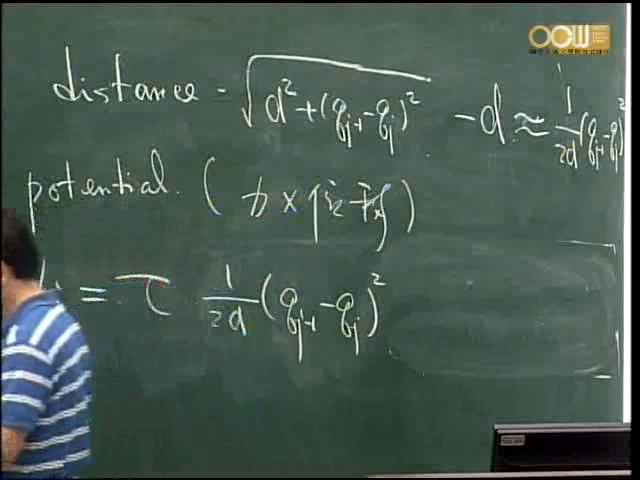 OCW
distance - √(d² + (q_{j+1} - q_j)²) - d ≈ 1/2d (q_{j+1} - q_j)²
potential (
= τ 1/2d (q_{j+1} - q_j)²